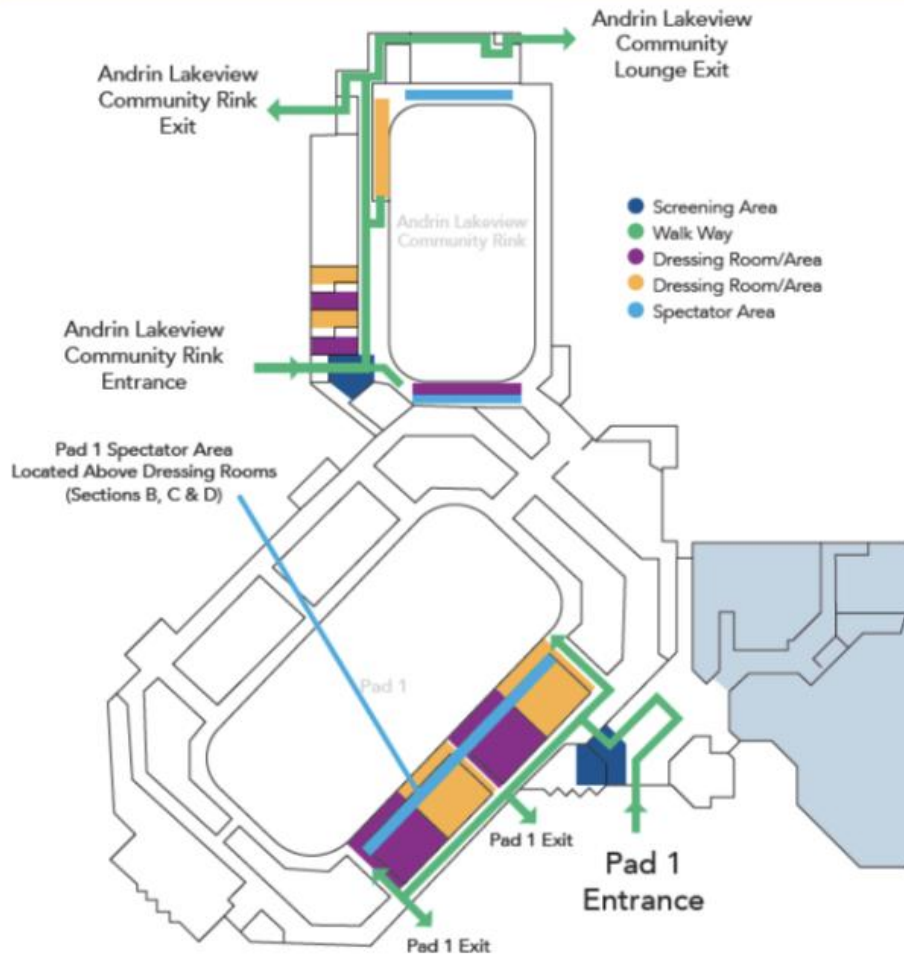 Andrin Lakeview
Community
Lounge Exit
Andrin Lakeview
Community Rink
Exit
Andrin Lakeview
Community Rink
Screening Area
Walk Way
Dressing Room/Area
Dressing Room/Area
Spectator Area
Andrin Lakeview
Community Rink
Entrance
Pad 1 Spectator Area
Located Above Dressing Rooms
(Sections B, C & D)
Pad 1
Pad 1 Exit
Pad 1
Entrance
Pad 1 Exit